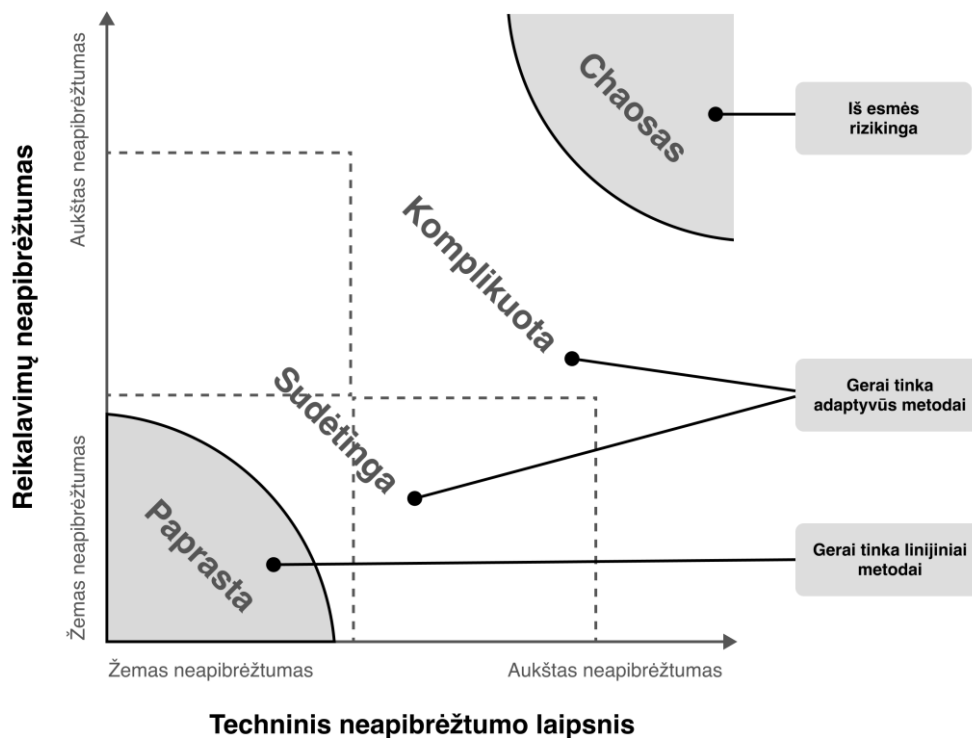 Reikalavimų neapibrėžtumas
Aukštas neapibrėžtumas
Žemas neapibrėžtumas
Chaosas
Komplikuota
Sudėtinga
Paprasta
Iš esmės
rizikinga
Gerai tinka
adaptyvūs metodai
Gerai tinka linijiniai
metodai
Žemas neapibrėžtumas
Aukštas neapibrėžtumas
Techninis neapibrėžtumo laipsnis